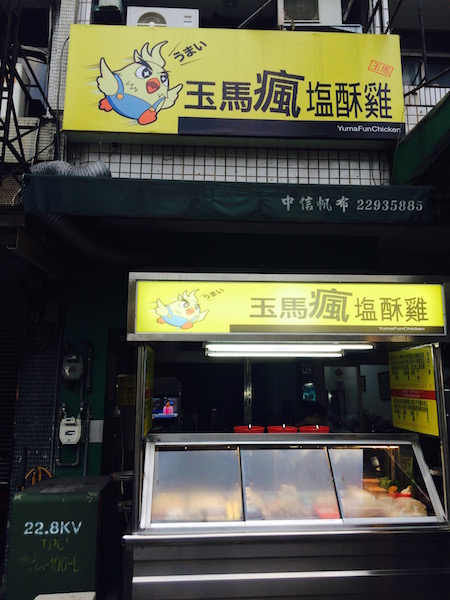 うまい
玉馬
玉馬瘋塩酥雞
YumaFunChicken
中信帆布 22935885
うまい
玉馬瘋塩酥雞
YumaFunChicken
22.8KV
TPC